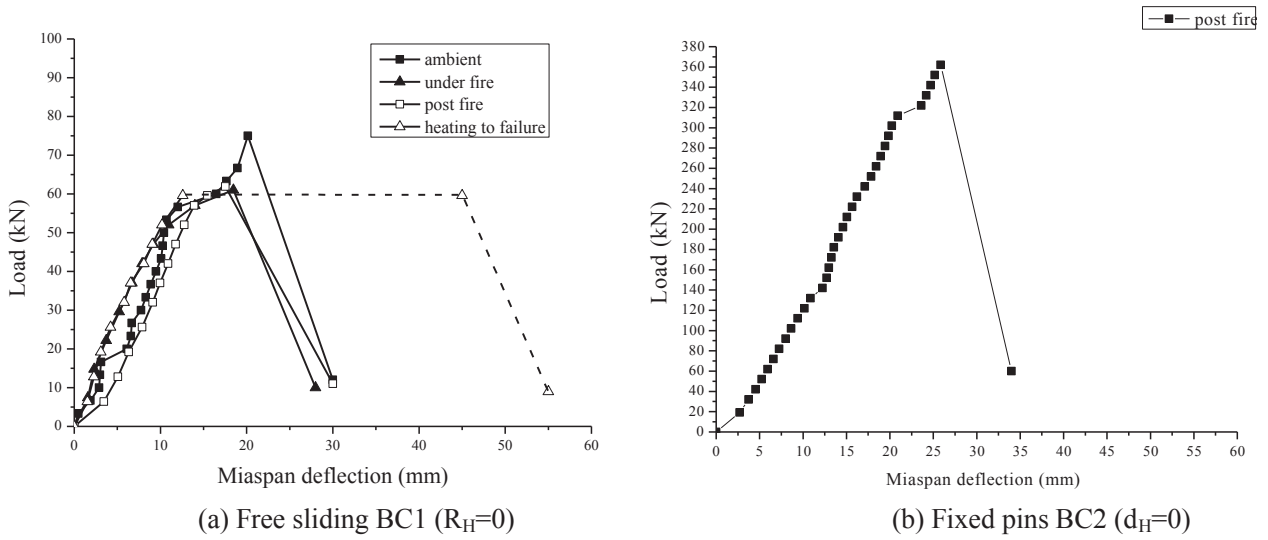 100
90
80
70
60
50
40
30
20
10
0
Load (kN)
ambient
under fire
post fire
heating to failure
0 10 20 30 40 50 60
Miaspan deflection (mm)
(a) Free sliding BC1 (R_H=0)
post fire
380
360
340
320
300
280
260
240
220
200
180
160
140
120
100
80
60
40
20
0
Load (kN)
0 5 10 15 20 25 30 35 40 45 50 55 60
Miaspan deflection (mm)
(b) Fixed pins BC2 (d_H=0)